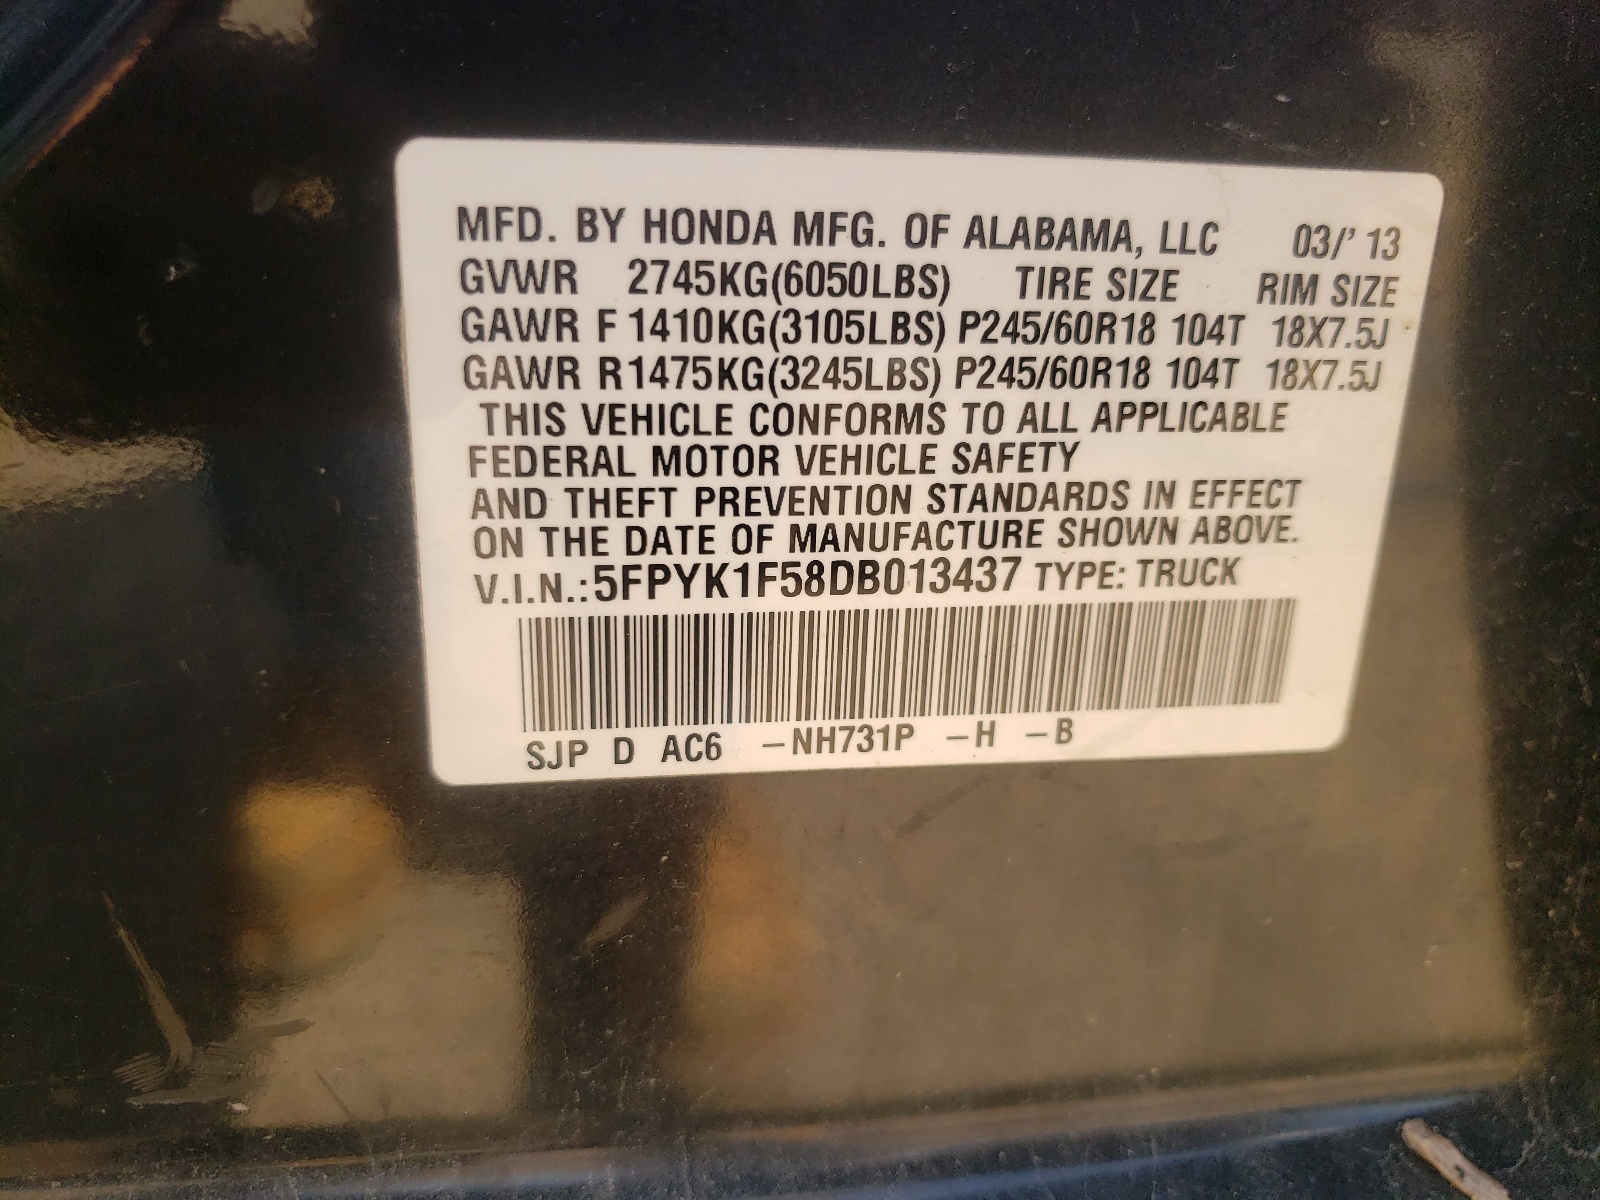 MFD. BY HONDA MFG. OF ALABAMA, LLC 03/' 13
GVWR 2745KG(6050LBS) TIRE SIZE RIM SIZE
GAWR F 1410KG(3105LBS) P245/60R18 104T 18X7.5J
GAWR R1475KG(3245LBS) P245/60R18 104T 18X7.5J
THIS VEHICLE CONFORMS TO ALL APPLICABLE
FEDERAL MOTOR VEHICLE SAFETY
AND THEFT PREVENTION STANDARDS IN EFFECT
ON THE DATE OF MANUFACTURE SHOWN ABOVE.
V.I.N.:5FPYK1F58DB013437 TYPE: TRUCK
SJP D AC6 –NH731P –H –B